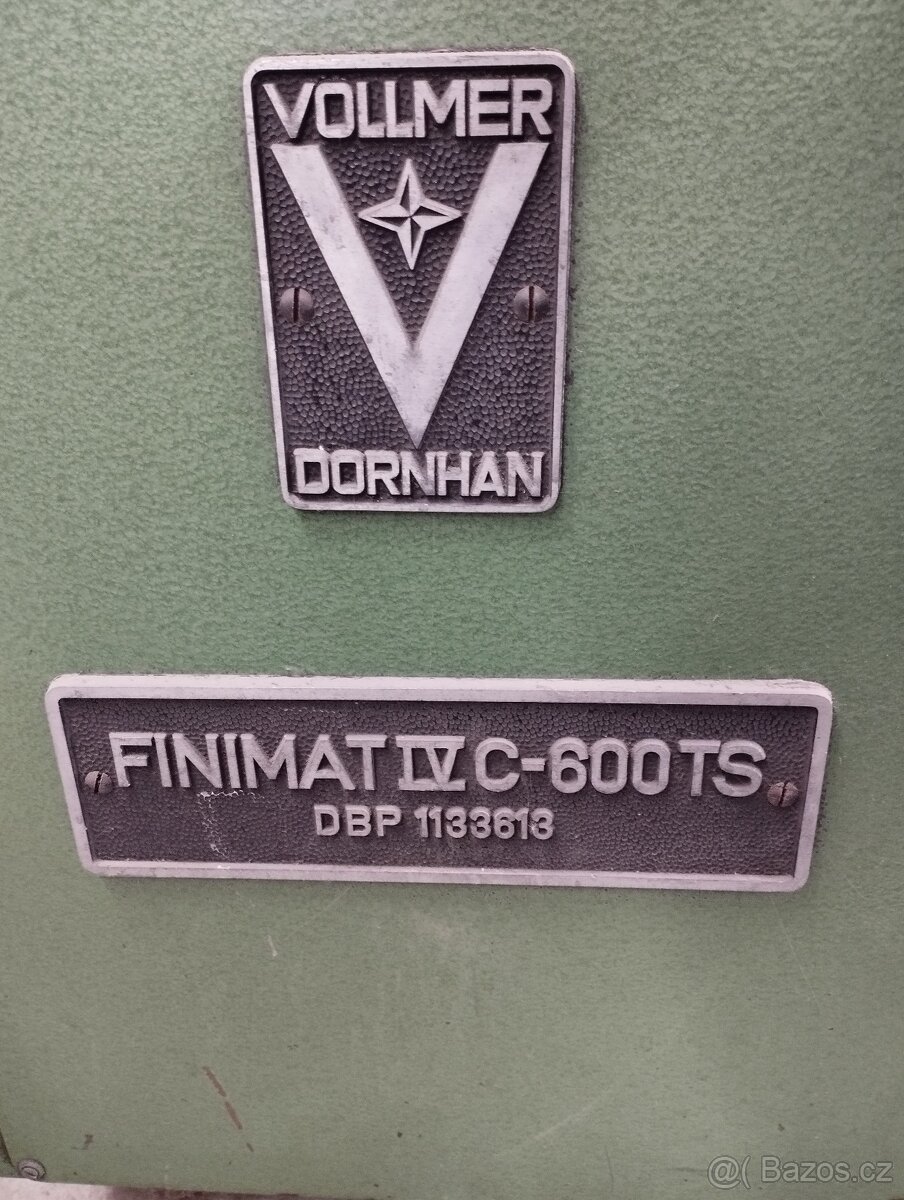 VOLLMER
V
DORNHAN
FINIMAT IV C-600 TS
DBP 1133613
@( Bazos.cz